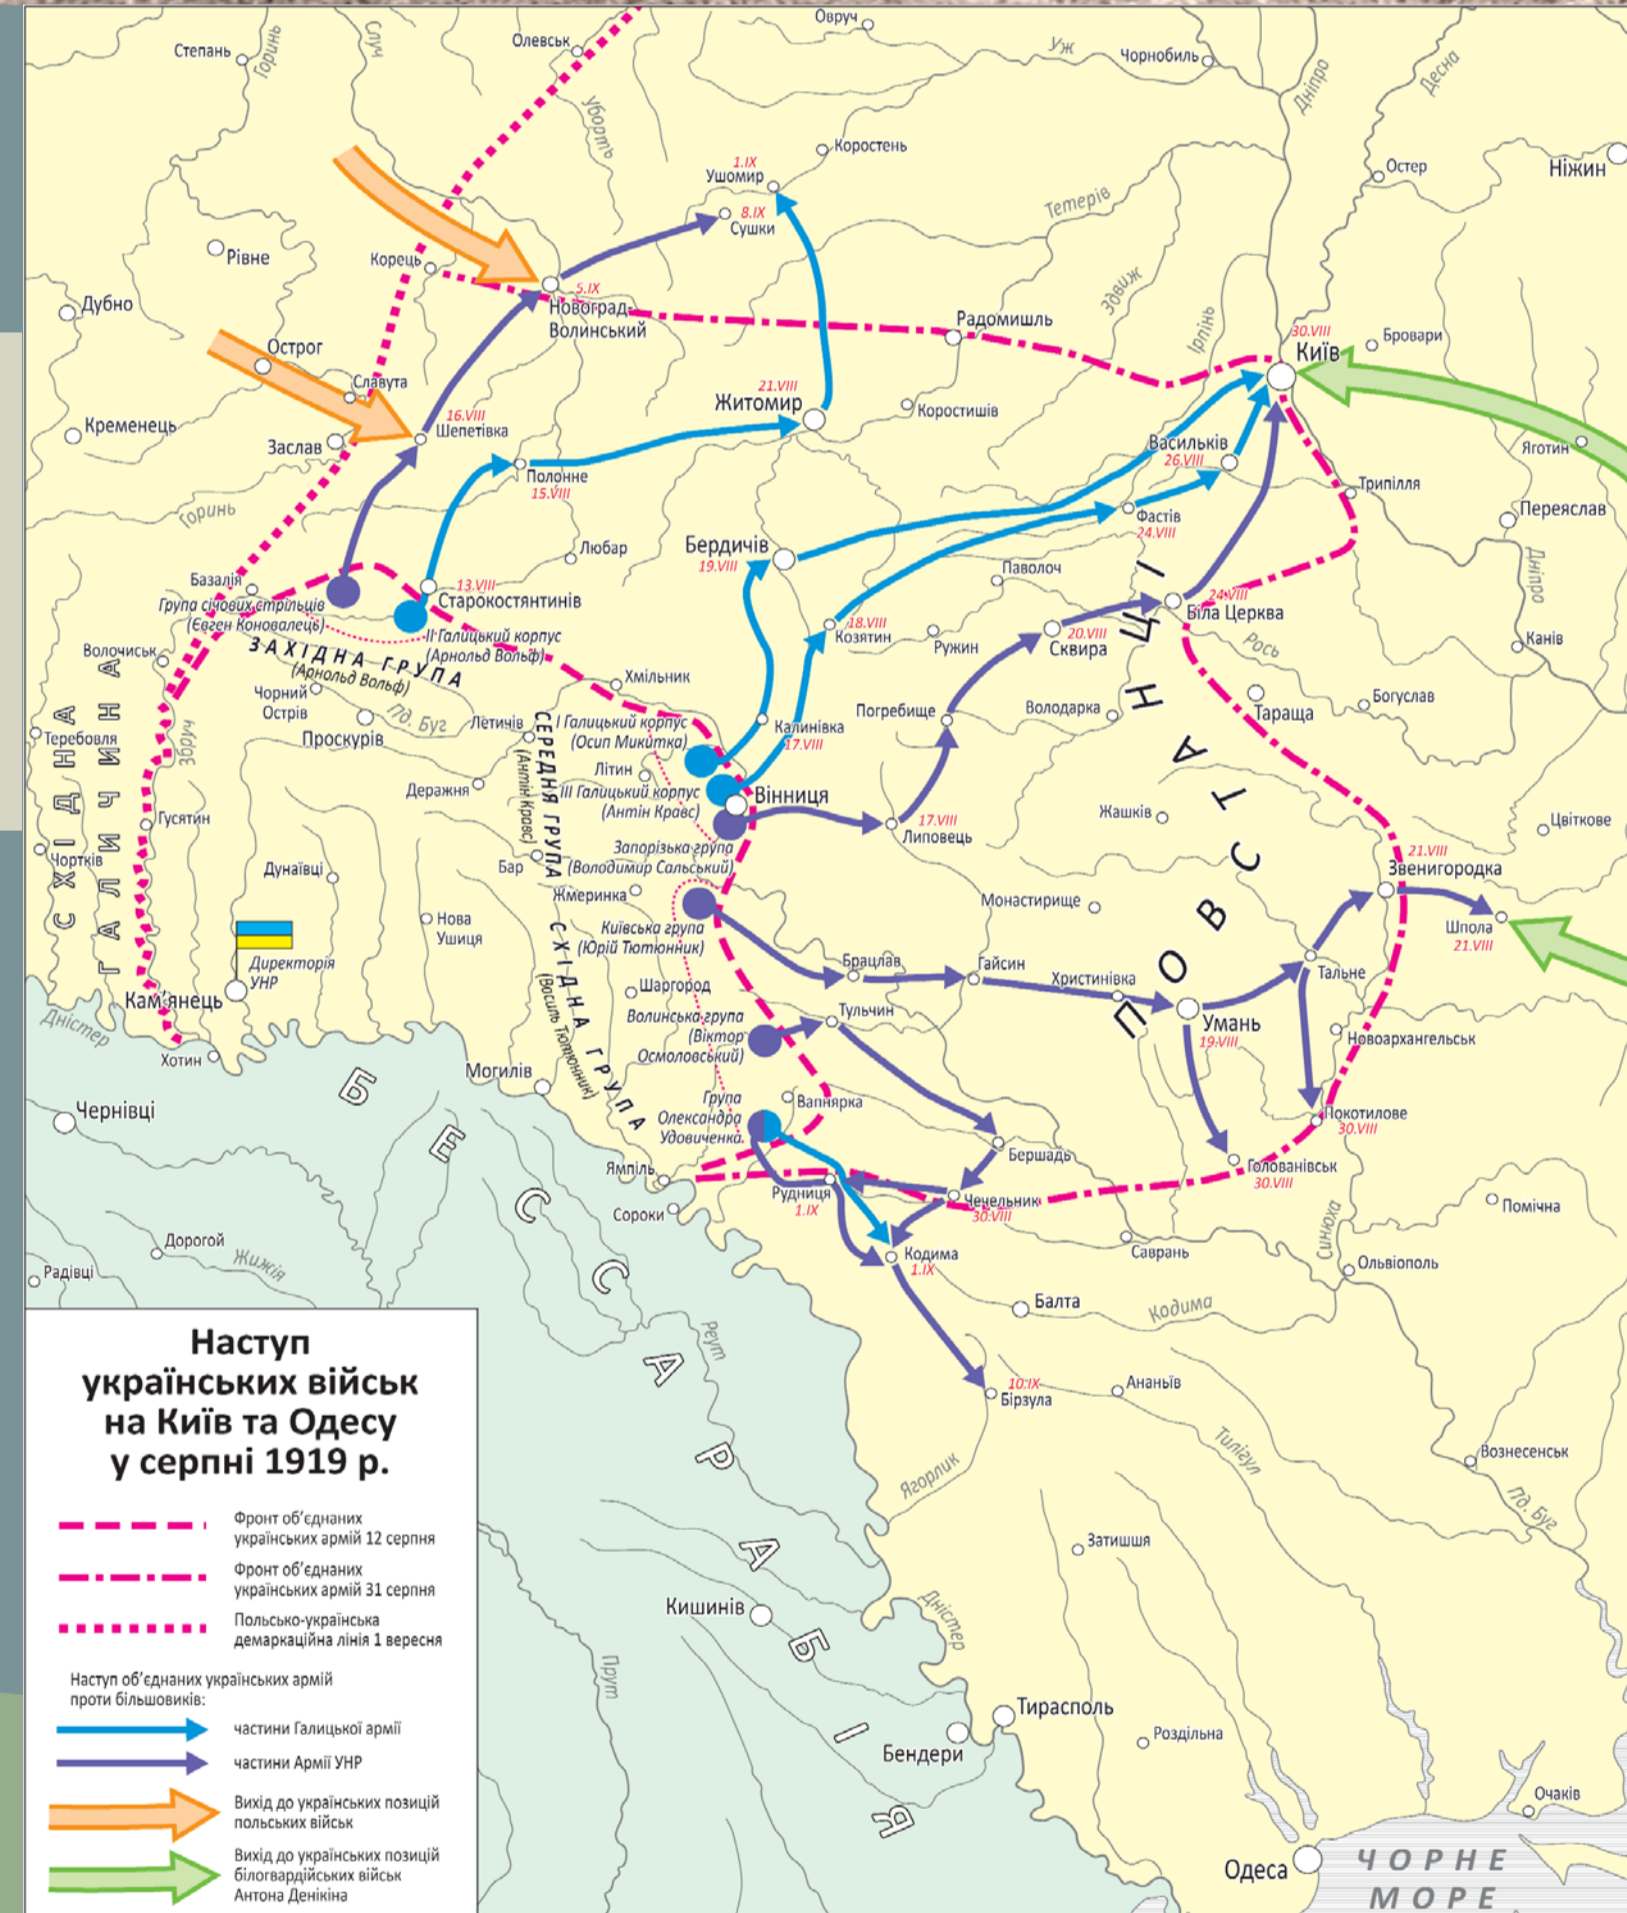 Овруч
Степань
Горинь
Случ
Олевськ
Уж
Чорнобиль
Дніпро
Десна
Уборть
Коростень
1.IX
Ушомир
8.IX
Сушки
Тетерів
Остер
Ніжин
Рівне
Корець
5.IX
Новоград-
Волинський
Здвиж
Дубно
Радомишль
Ірпінь
30.VIII
Київ
Бровари
Острог
Славута
21.VIII
Житомир
Коростишів
16.VIII
Шепетівка
Кременець
Заслав
Васильків
26.VIII
Яготин
Полонне
15.VIII
Трипілля
Горинь
Фастів
24.VIII
Переяслав
Дніпро
Любар
Бердичів
19.VIII
Паволоч
Базалія
Група січових стрільців
(Євген Коновалець)
13.VIII
Старокостянтинів
ІІ Галицький корпус
(Арнольд Вольф)
18.VIII
Козятин
24.VIII
Біла Церква
Ружин
20.VIII
Сквира
Рось
Канів
Волочиськ
ЗАХІДНА ГРУПА
(Арнольд Вольф)
Хмільник
Чорний
Острів
Пд. Буг
Летичів
І Галицький корпус
(Осип Микитка)
Калинівка
17.VIII
Погребище
Володарка
Тараща
Богуслав
Теребовля
Збруч
Проскурів
СЕРЕДНЯ ГРУПА
(Антін Кравс)
Літин
ІІІ Галицький корпус
(Антін Кравс)
Вінниця
Деражня
17.VIII
Липовець
Жашків
Цвіткове
СХІДНА
ГАЛИЧИНА
Гусятин
Чортків
Дунаївці
Бар
Запорізька група
(Володимир Сальський)
Жмеринка
21.VIII
Звенигородка
Монастирище
ПОВСТАНЦІ
Нова
Ушиця
Київська група
(Юрій Тютюнник)
Шпола
21.VIII
Директорія
УНР
Кам'янець
СХІДНА ГРУПА
(Василь Тютюнник)
Брацлав
Гайсин
Христинівка
Тальне
Шаргород
Тульчин
Умань
19.VIII
Новоархангельськ
Дністер
Хотин
Волинська група
(Віктор
Осмоловський)
Могилів
Чернівці
Група
Олександра
Удовиченка
Вапнярка
Покотилове
30.VIII
Бершадь
Голованівськ
30.VIII
Ямпіль
Рудниця
1.IX
Чечельник
30.VIII
Помічна
Сороки
Саврань
Синюха
Дорогой
Жижія
Кодима
1.IX
Ольвіополь
Радівці
Балта
Кодима
БЕССАРАБІЯ
Реут
10.IX
Бірзула
Ананьїв
Тилігул
Вознесенськ
Ягорлик
Пд. Буг
Затишшя
Дністер
Кишинів
Прут
Тирасполь
Бендери
Роздільна
Очаків
Одеса
ЧОРНЕ
МОРЕ
Наступ
українських військ
на Київ та Одесу
у серпні 1919 р.
Фронт об'єднаних
українських армій 12 серпня
Фронт об'єднаних
українських армій 31 серпня
Польсько-українська
демаркаційна лінія 1 вересня
Наступ об'єднаних українських армій
проти більшовиків:
частини Галицької армії
частини Армії УНР
Вихід до українських позицій
польських військ
Вихід до українських позицій
білогвардійських військ
Антона Денікіна